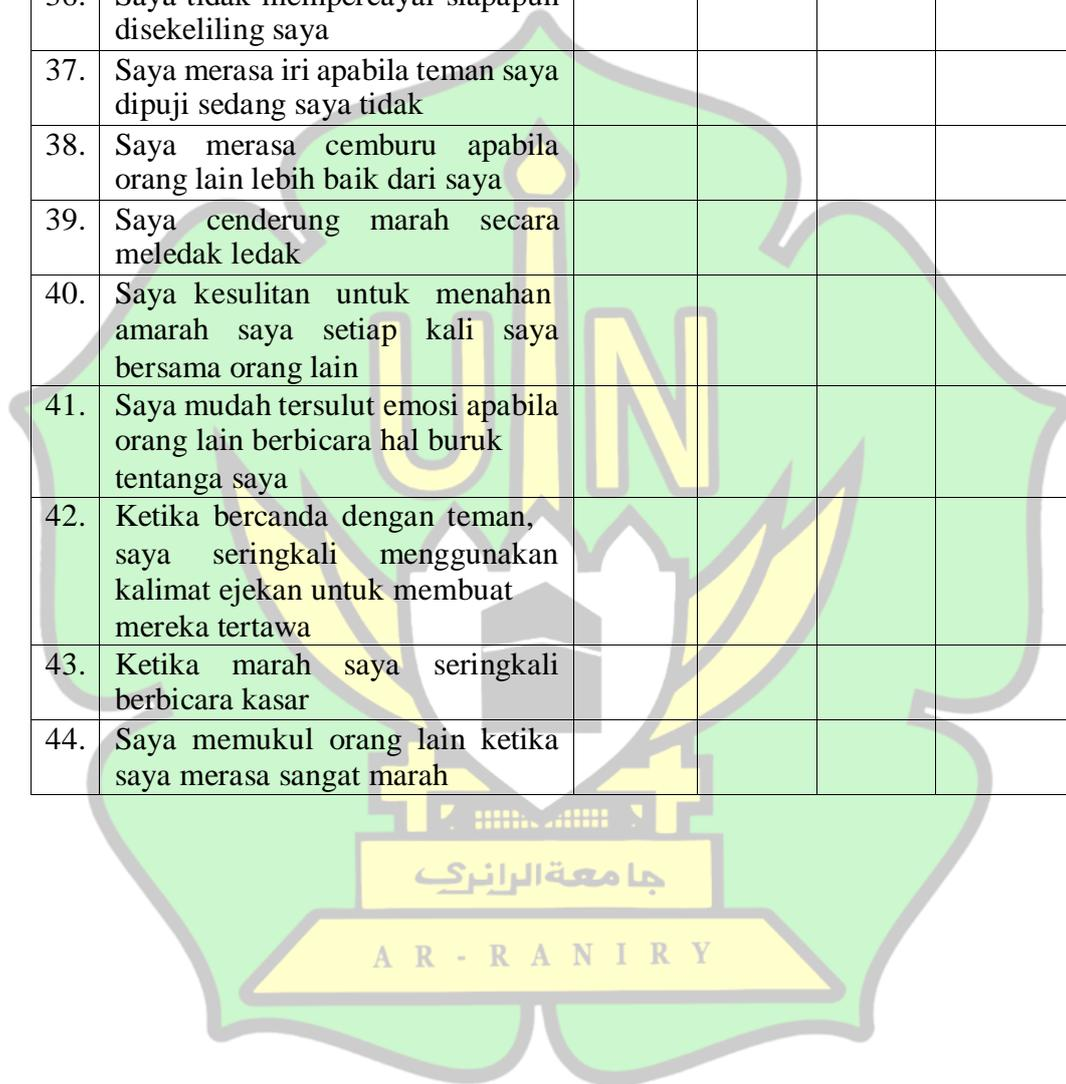 36. Saya tidak mempercayai siapapun
disekeliling saya
37. Saya merasa iri apabila teman saya
dipuji sedang saya tidak
38. Saya merasa cemburu apabila
orang lain lebih baik dari saya
39. Saya cenderung marah secara
meledak ledak
40. Saya kesulitan untuk menahan
amarah saya setiap kali saya
bersama orang lain
41. Saya mudah tersulut emosi apabila
orang lain berbicara hal buruk
tentanga saya
42. Ketika bercanda dengan teman,
saya seringkali menggunakan
kalimat ejekan untuk membuat
mereka tertawa
43. Ketika marah saya seringkali
berbicara kasar
44. Saya memukul orang lain ketika
saya merasa sangat marah
UIN
جامعةالرانري
AR-RANIRY